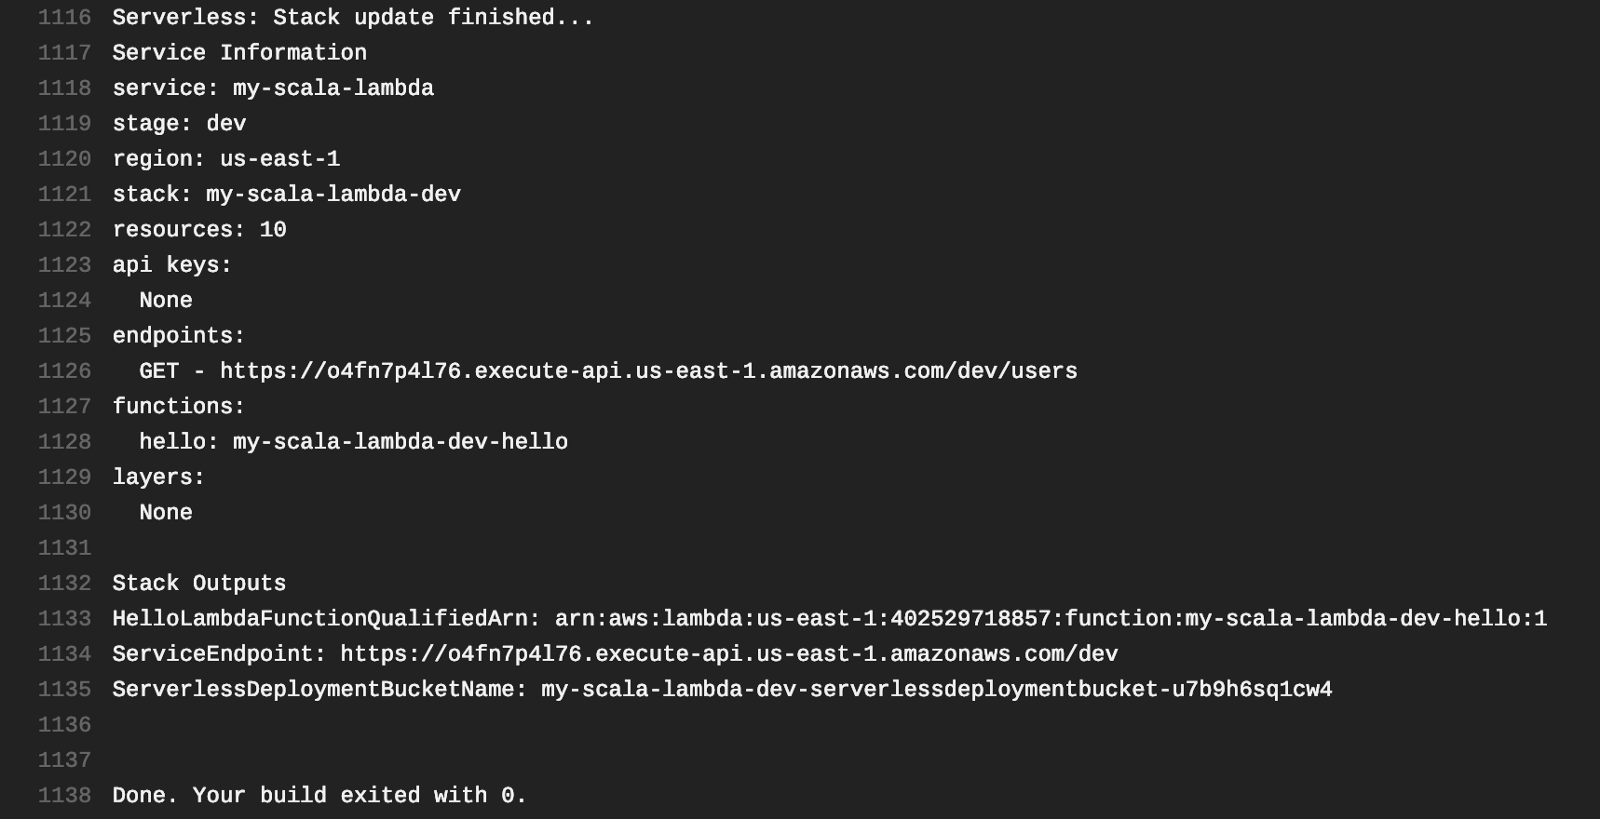 1116 Serverless: Stack update finished...
1117 Service Information
1118 service: my-scala-lambda
1119 stage: dev
1120 region: us-east-1
1121 stack: my-scala-lambda-dev
1122 resources: 10
1123 api keys:
1124   None
1125 endpoints:
1126   GET - https://o4fn7p4l76.execute-api.us-east-1.amazonaws.com/dev/users
1127 functions:
1128   hello: my-scala-lambda-dev-hello
1129 layers:
1130   None
1131
1132 Stack Outputs
1133 HelloLambdaFunctionQualifiedArn: arn:aws:lambda:us-east-1:402529718857:function:my-scala-lambda-dev-hello:1
1134 ServiceEndpoint: https://o4fn7p4l76.execute-api.us-east-1.amazonaws.com/dev
1135 ServerlessDeploymentBucketName: my-scala-lambda-dev-serverlessdeploymentbucket-u7b9h6sq1cw4
1136
1137
1138 Done. Your build exited with 0.